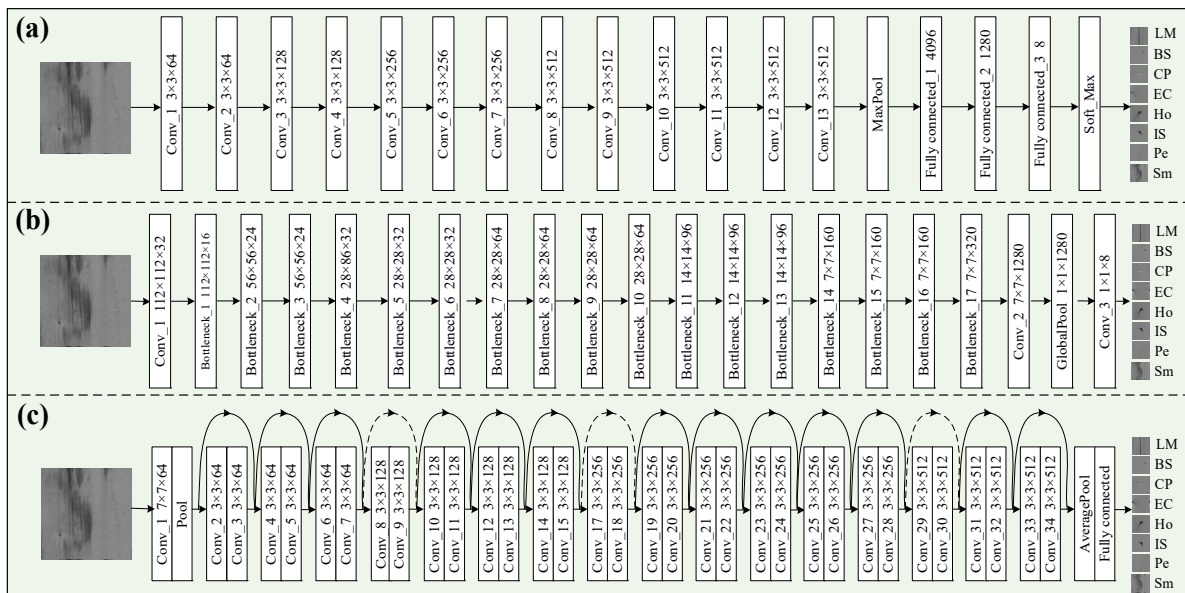 (a)
Conv_1 3×3×64
Conv_2 3×3×64
Conv_3 3×3×128
Conv_4 3×3×128
Conv_5 3×3×256
Conv_6 3×3×256
Conv_7 3×3×256
Conv_8 3×3×512
Conv_9 3×3×512
Conv_10 3×3×512
Conv_11 3×3×512
Conv_12 3×3×512
Conv_13 3×3×512
MaxPool
Fully connected_1 4096
Fully connected_2 1280
Fully connected_3 8
Soft_Max
LM
BS
CP
EC
Ho
IS
Pe
Sm
(b)
Conv_1 112×112×32
Bottleneck_1 112×112×16
Bottleneck_2 56×56×24
Bottleneck_3 56×56×24
Bottleneck_4 28×86×32
Bottleneck_5 28×28×32
Bottleneck_6 28×28×32
Bottleneck_7 28×28×64
Bottleneck_8 28×28×64
Bottleneck_9 28×28×64
Bottleneck_10 28×28×64
Bottleneck_11 14×14×96
Bottleneck_12 14×14×96
Bottleneck_13 14×14×96
Bottleneck_14 7×7×160
Bottleneck_15 7×7×160
Bottleneck_16 7×7×160
Bottleneck_17 7×7×320
Conv_2 7×7×1280
GlobalPool 1×1×1280
Conv_3 1×1×8
LM
BS
CP
EC
Ho
IS
Pe
Sm
(c)
Conv_1 7×7×64
Pool
Conv_2 3×3×64
Conv_3 3×3×64
Conv_4 3×3×64
Conv_5 3×3×64
Conv_6 3×3×64
Conv_7 3×3×64
Conv_8 3×3×128
Conv_9 3×3×128
Conv_10 3×3×128
Conv_11 3×3×128
Conv_12 3×3×128
Conv_13 3×3×128
Conv_14 3×3×128
Conv_15 3×3×128
Conv_17 3×3×256
Conv_18 3×3×256
Conv_19 3×3×256
Conv_20 3×3×256
Conv_21 3×3×256
Conv_22 3×3×256
Conv_23 3×3×256
Conv_24 3×3×256
Conv_25 3×3×256
Conv_26 3×3×256
Conv_27 3×3×256
Conv_28 3×3×256
Conv_29 3×3×512
Conv_30 3×3×512
Conv_31 3×3×512
Conv_32 3×3×512
Conv_33 3×3×512
Conv_34 3×3×512
AveragePool
Fully connected
LM
BS
CP
EC
Ho
IS
Pe
Sm